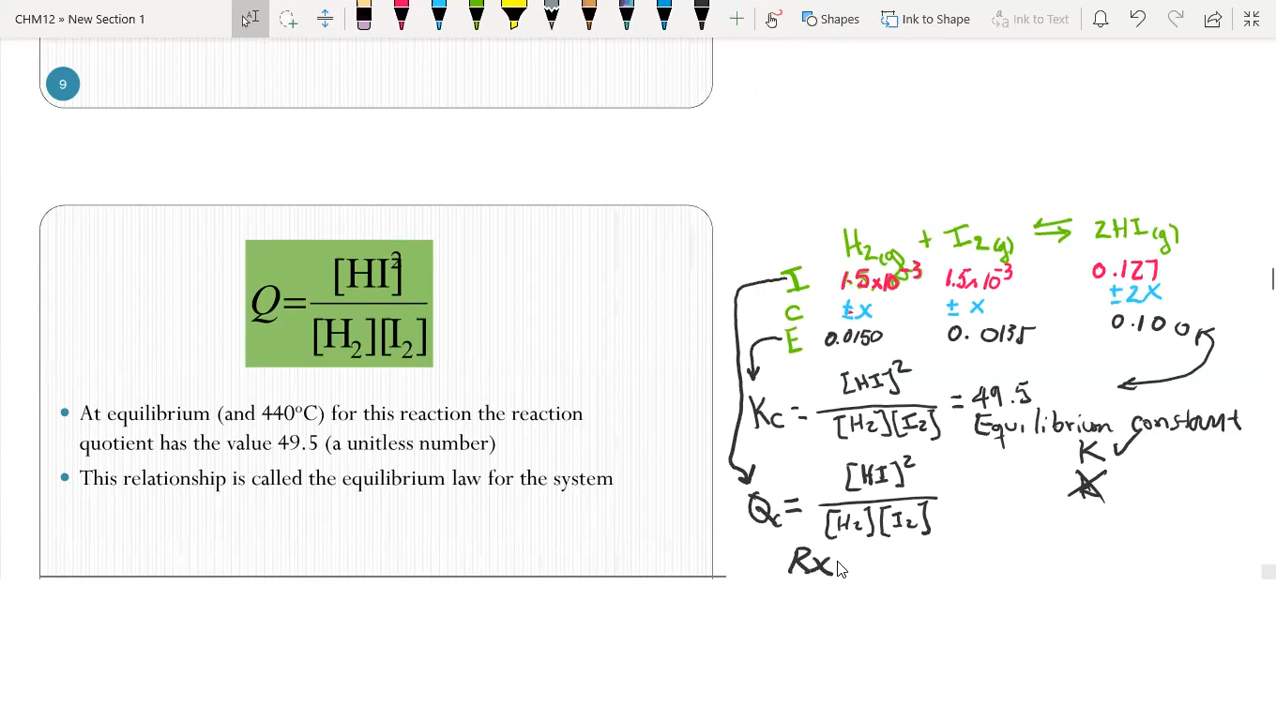 CHM12 » New Section 1
Shapes
Ink to Shape
Ink to Text
9
Q = [HI]² / [H₂][I₂]
At equilibrium (and 440°C) for this reaction the reaction
quotient has the value 49.5 (a unitless number)
This relationship is called the equilibrium law for the system
H₂(g) + I₂(g) ⇌ 2HI(g)
I 1.5x10⁻³ 1.5x10⁻³ 0.127
C ±x ± x ±2x
E 0.0150 0.0135 0.100
Kc = [HI]² / [H₂][I₂] = 49.5
Equilibrium constant
K ✓
Qc = [HI]² / [H₂][I₂]
Rx